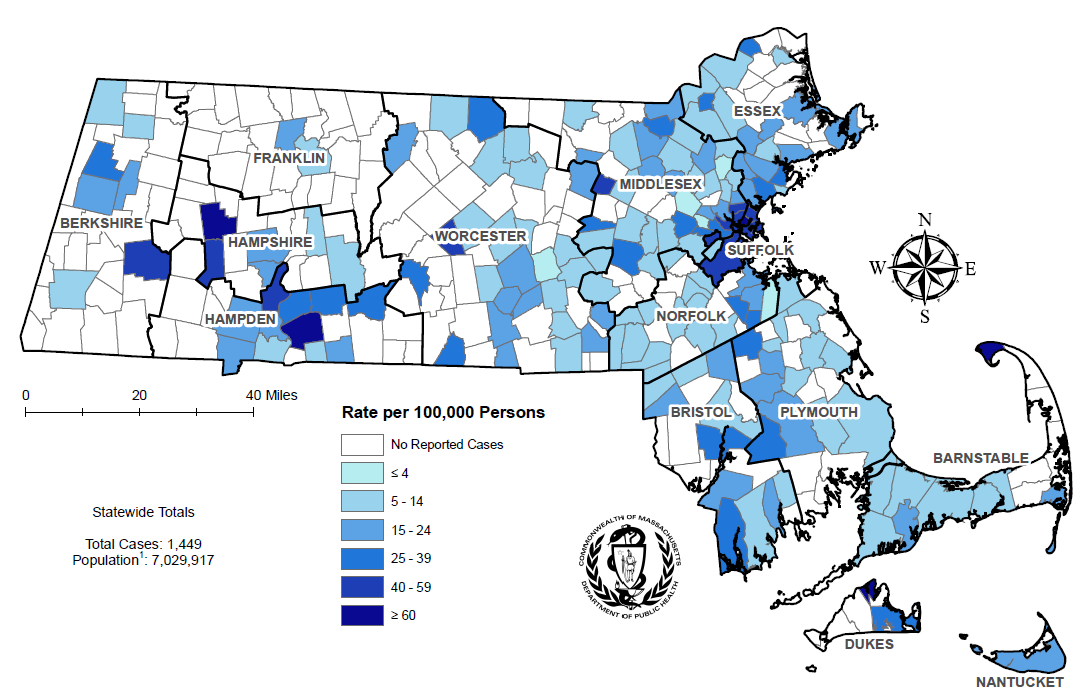 ESSEX
FRANKLIN
MIDDLESEX
BERKSHIRE
HAMPSHIRE
WORCESTER
SUFFOLK
N
W
E
S
HAMPDEN
NORFOLK
0 20 40 Miles
Rate per 100,000 Persons
No Reported Cases
≤ 4
5 - 14
15 - 24
25 - 39
40 - 59
≥ 60
BRISTOL
PLYMOUTH
BARNSTABLE
Statewide Totals
Total Cases: 1,449
Population1: 7,029,917
COMMONWEALTH OF MASSACHUSETTS
DEPARTMENT OF PUBLIC HEALTH
DUKES
NANTUCKET